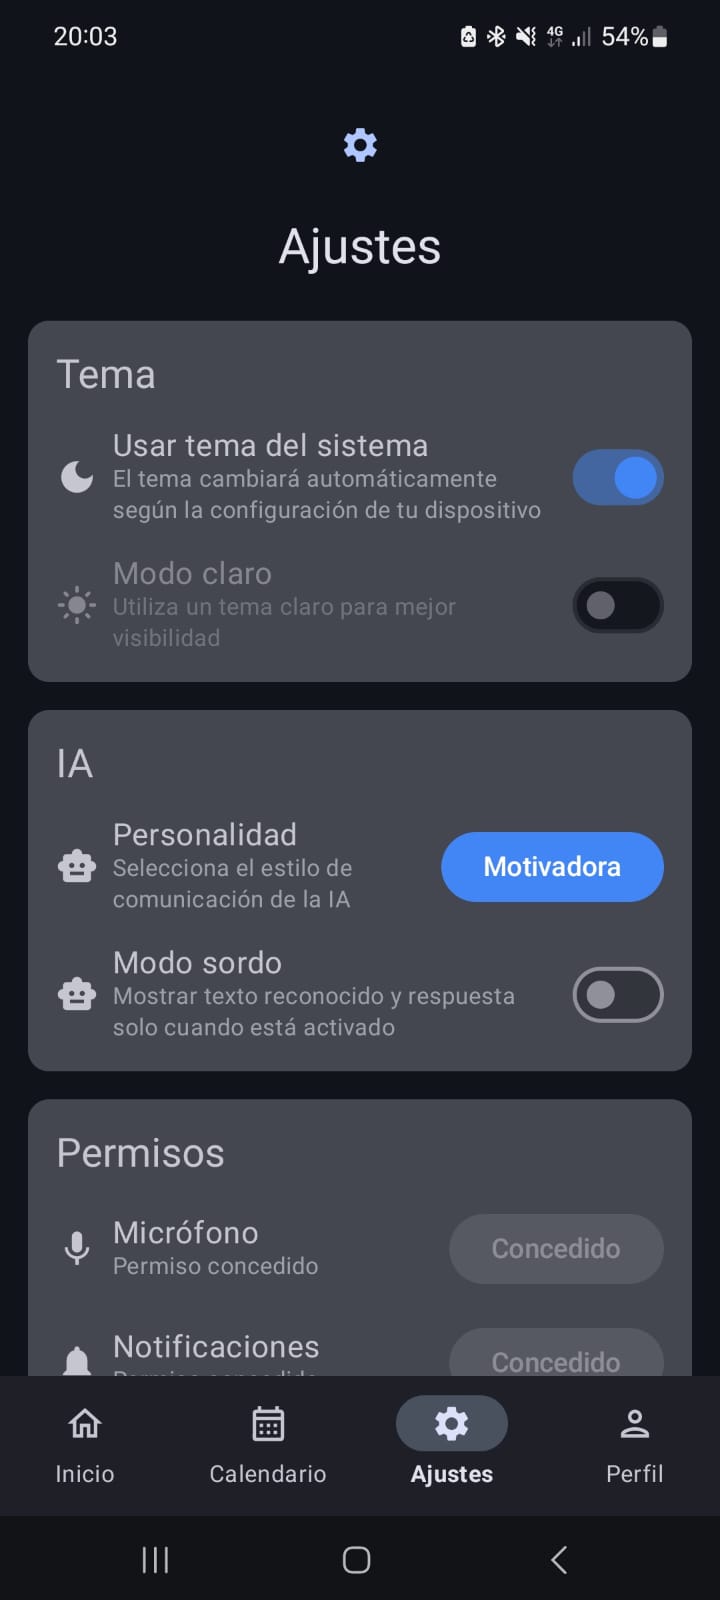 20:03
4G
54%
Ajustes
Tema
Usar tema del sistema
El tema cambiará automáticamente
según la configuración de tu dispositivo
Modo claro
Utiliza un tema claro para mejor
visibilidad
IA
Personalidad
Selecciona el estilo de
comunicación de la IA
Motivadora
Modo sordo
Mostrar texto reconocido y respuesta
solo cuando está activado
Permisos
Micrófono
Permiso concedido
Concedido
Notificaciones
Permiso concedido
Concedido
Inicio
Calendario
Ajustes
Perfil